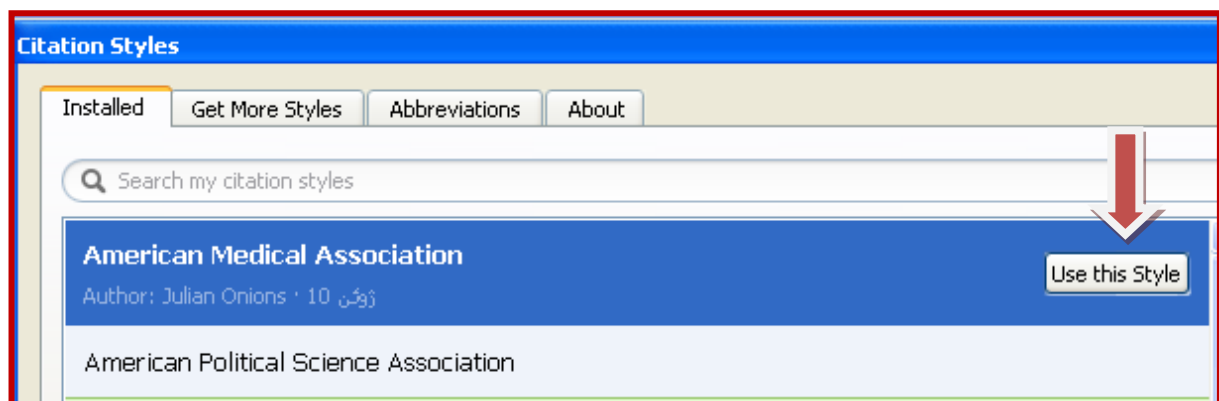 Citation Styles
Installed Get More Styles Abbreviations About
Search my citation styles
American Medical Association
Use this Style
Author: Julian Onions · 10 ژوئن
American Political Science Association